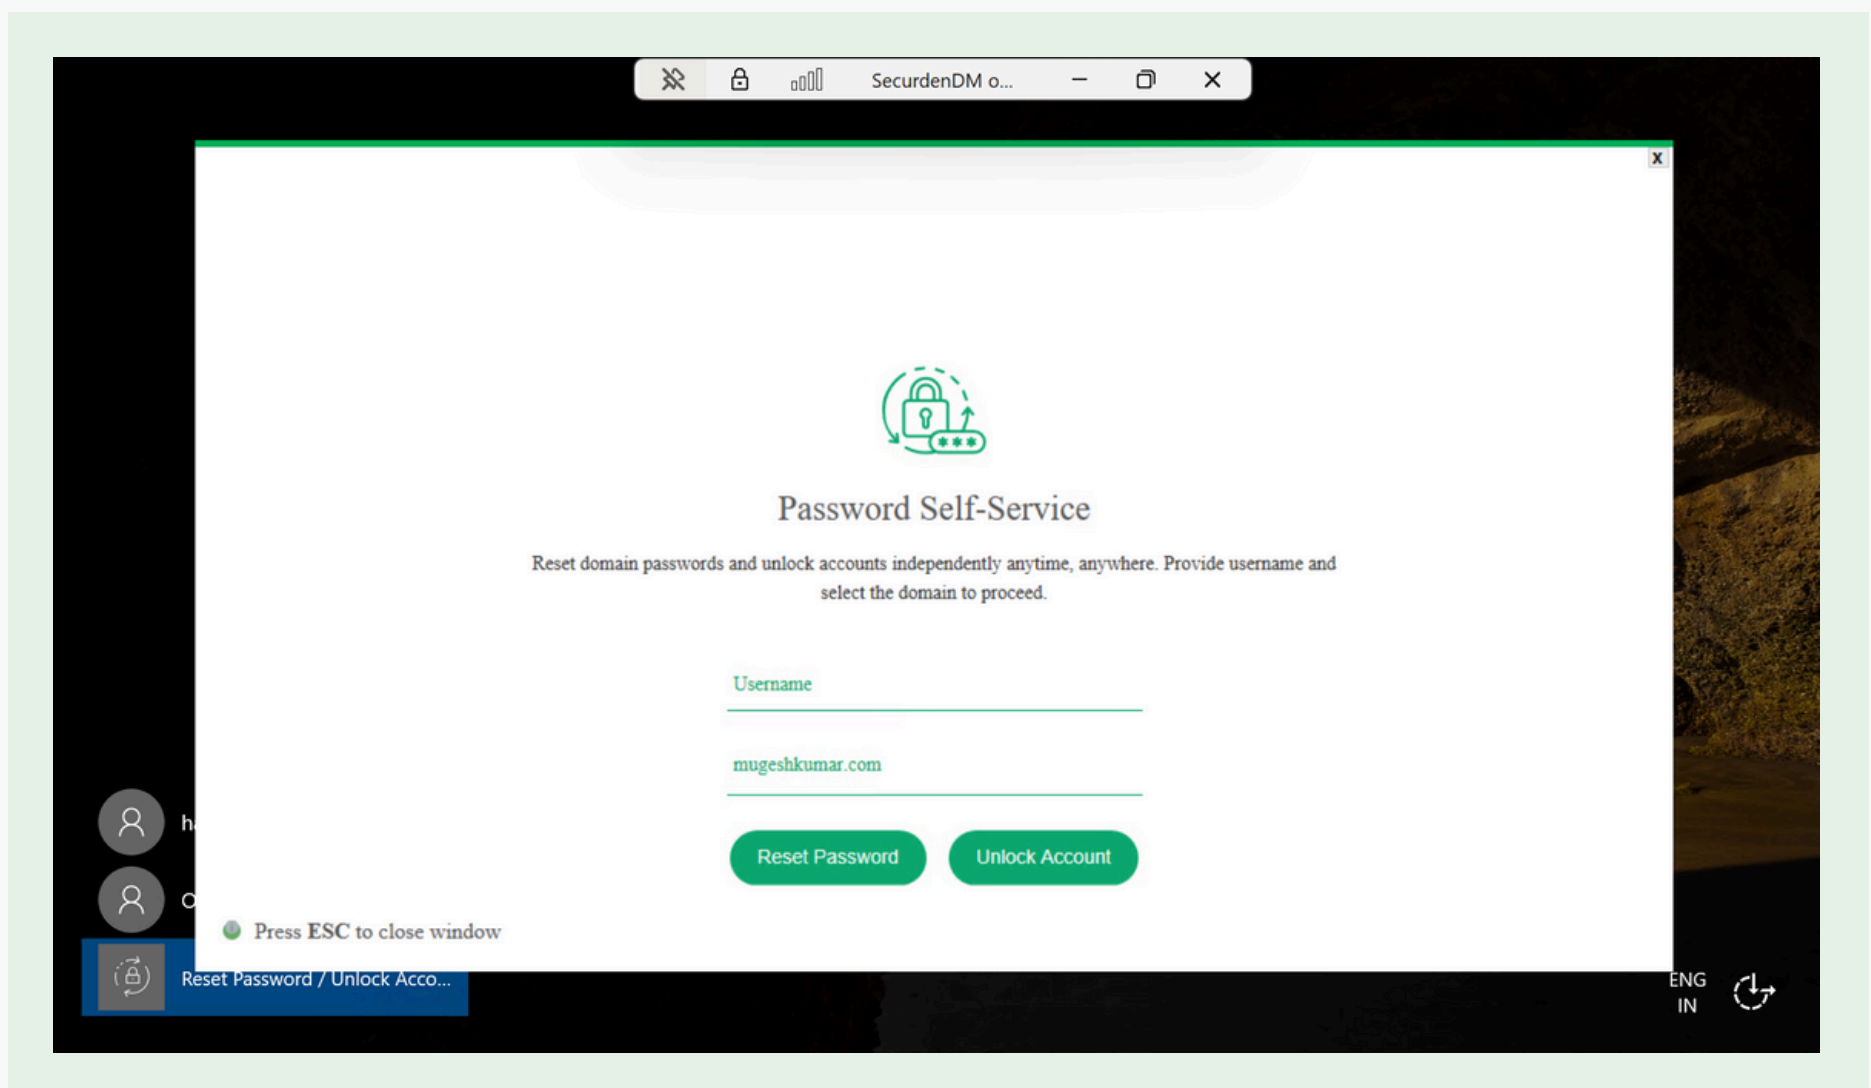 SecurdenDM o...
X
Password Self-Service
Reset domain passwords and unlock accounts independently anytime, anywhere. Provide username and
select the domain to proceed.
Username
mugeshkumar.com
Reset Password
Unlock Account
Press ESC to close window
Reset Password / Unlock Acco...
ENG
IN